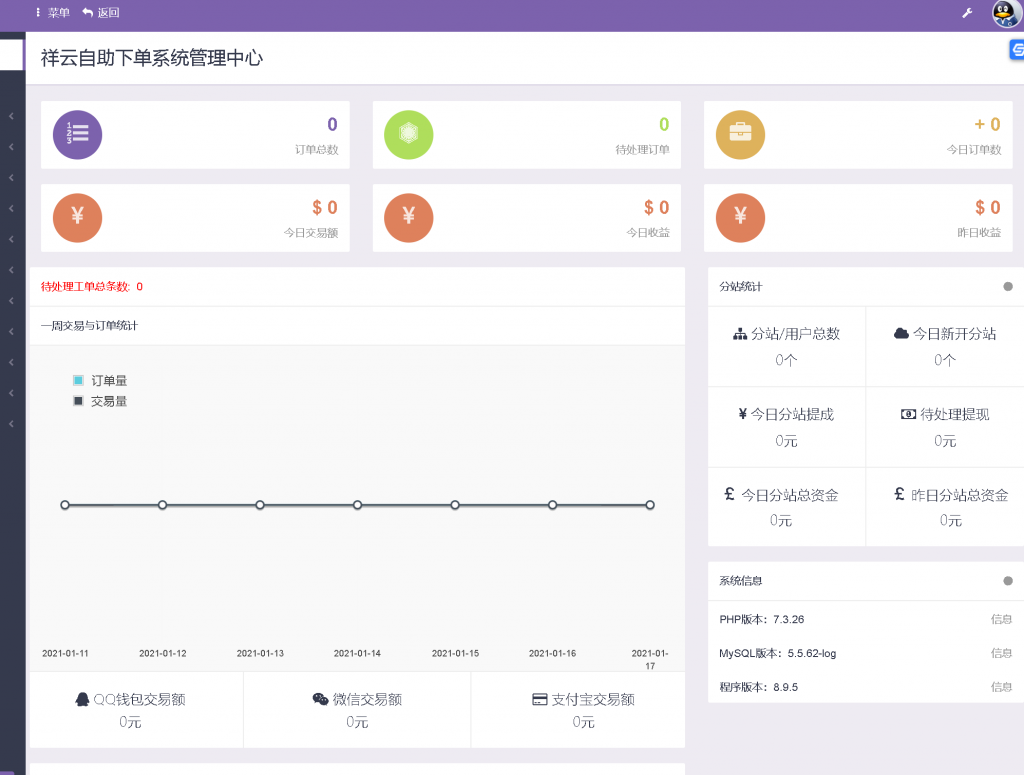 菜单 返回
祥云自助下单系统管理中心
0
订单总数
0
待处理订单
+ 0
今日订单数
$ 0
今日交易额
$ 0
今日收益
$ 0
昨日收益
待处理工单总条数: 0
一周交易与订单统计
订单量
交易量
2021-01-11 2021-01-12 2021-01-13 2021-01-14 2021-01-15 2021-01-16 2021-01-17
QQ钱包交易额
0元
微信交易额
0元
支付宝交易额
0元
分站统计
分站/用户总数
0个
今日新开分站
0个
¥ 今日分站提成
0元
待处理提现
0元
£ 今日分站总资金
0元
£ 昨日分站总资金
0元
系统信息
PHP版本：7.3.26 信息
MySQL版本：5.5.62-log 信息
程序版本：8.9.5 信息